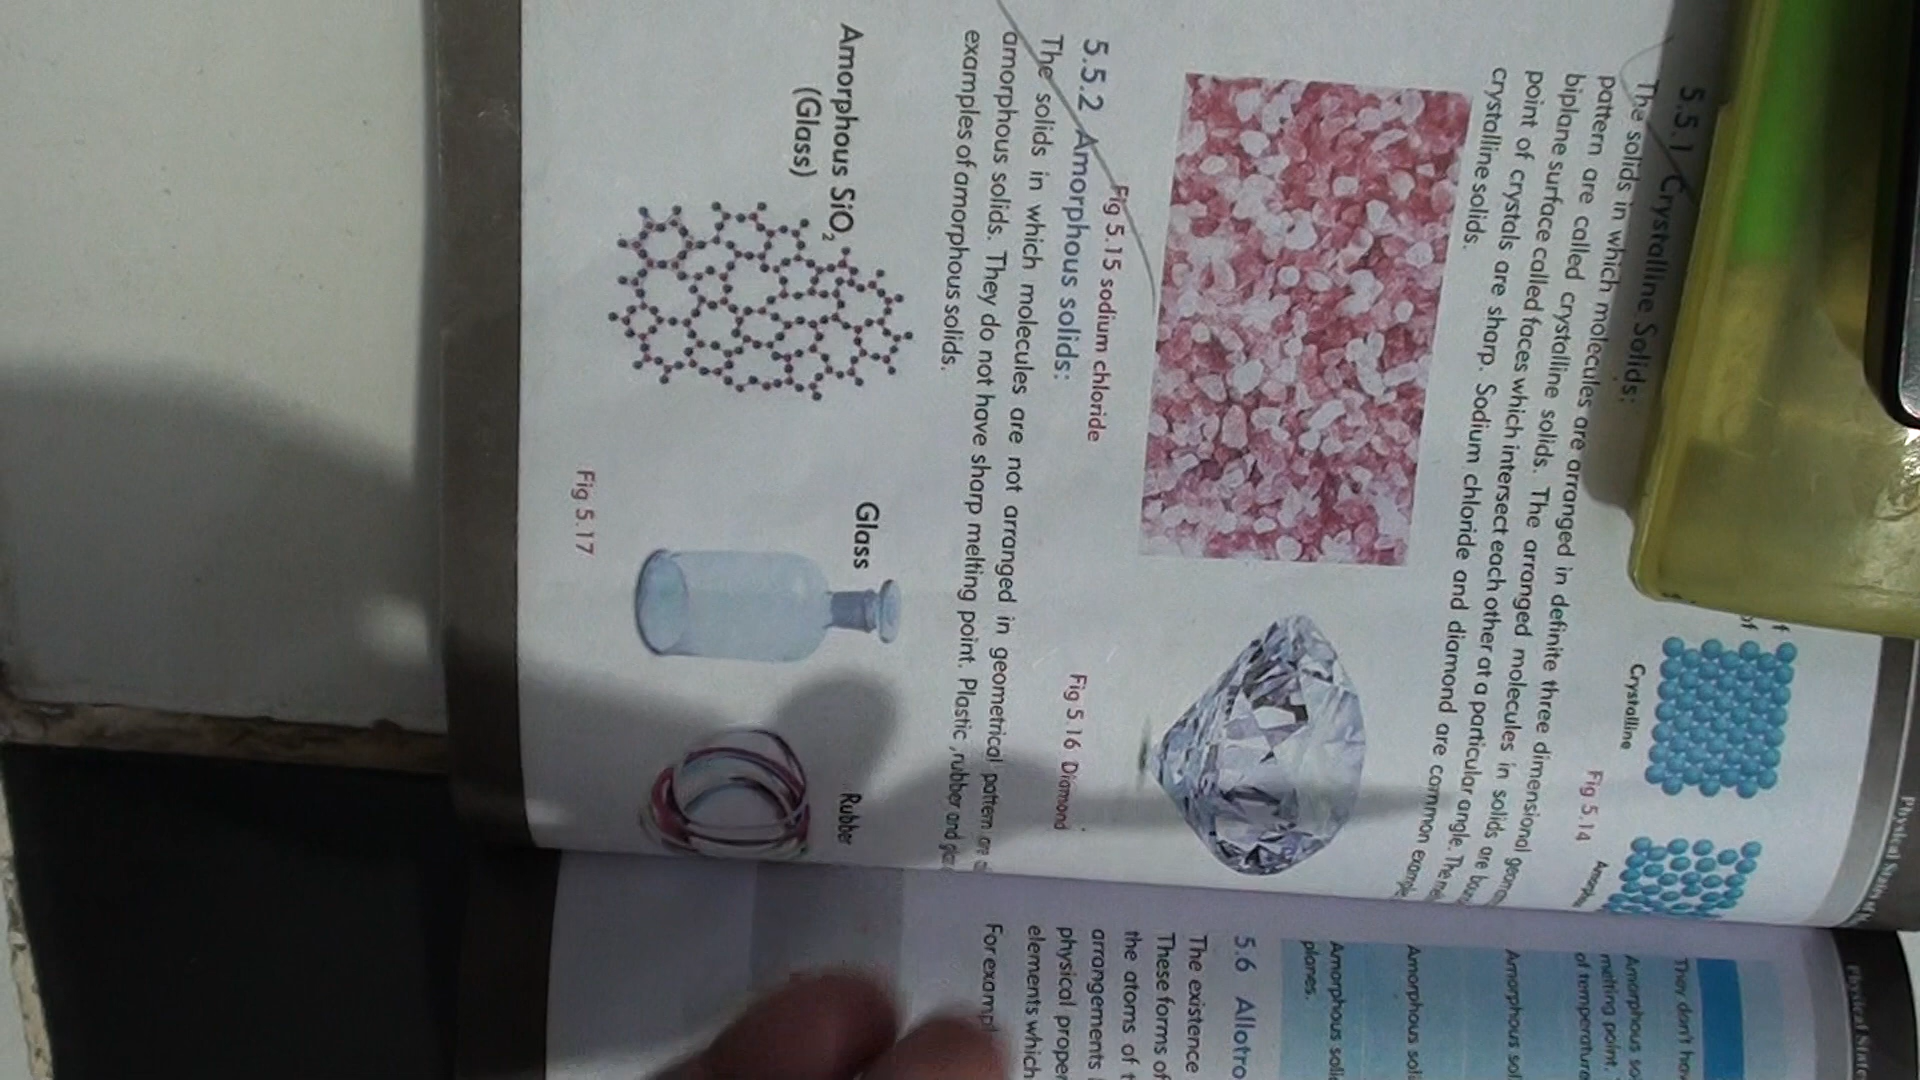 Physical States of
f
of
Crystalline
Fig 5.14
5.5.1 Crystalline Solids:
The solids in which molecules are arranged in definite three dimensional
pattern are called crystalline solids. The arranged molecules in solids are
biplane surface called faces which intersect each other at a particular angle. The
point of crystals are sharp. Sodium chloride and diamond are common
crystalline solids.
Fig 5.15 sodium chloride
Fig 5.16 Diamond
5.5.2 Amorphous solids:
The solids in which molecules are not arranged in geometrical pattern are
amorphous solids. They do not have sharp melting point. Plastic ,rubber and
examples of amorphous solids.
Amorphous SiO₂
(Glass)
Glass
Rubber
Fig 5.17
Physical State
They don't hav
Amorphous so
melting point.
of temperature
Amorphous sol
Amorphous soli
Amorphous solid
planes.
5.6 Allotro
The existence
These forms of
the atoms of t
arrangements
physical proper
elements which
For exampl